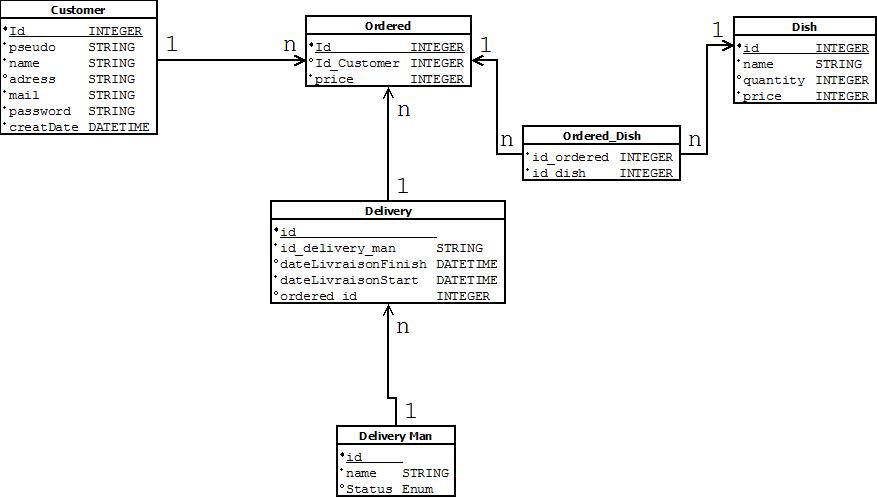 Customer
Id INTEGER
pseudo STRING
name STRING
adress STRING
mail STRING
password STRING
creatDate DATETIME
1
n
Ordered
Id INTEGER
Id_Customer INTEGER
price INTEGER
1
n
Dish
id INTEGER
name STRING
quantity INTEGER
price INTEGER
1
n
Ordered_Dish
id_ordered INTEGER
id_dish INTEGER
n
1
Delivery
id
id_delivery_man STRING
dateLivraisonFinish DATETIME
dateLivraisonStart DATETIME
ordered_id INTEGER
n
1
Delivery Man
id
name STRING
Status Enum